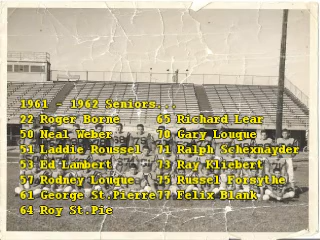 1961 - 1962 Seniors...
22 Roger Borne 65 Richard Lear
50 Neal Weber 70 Gary Louque
51 Laddie Roussel 71 Ralph Schexnayder
53 Ed Lambert 73 Ray Kliebert
57 Rodney Louque 75 Russel Forsythe
61 George St.Pierre 77 Felix Blank
64 Roy St.Pie